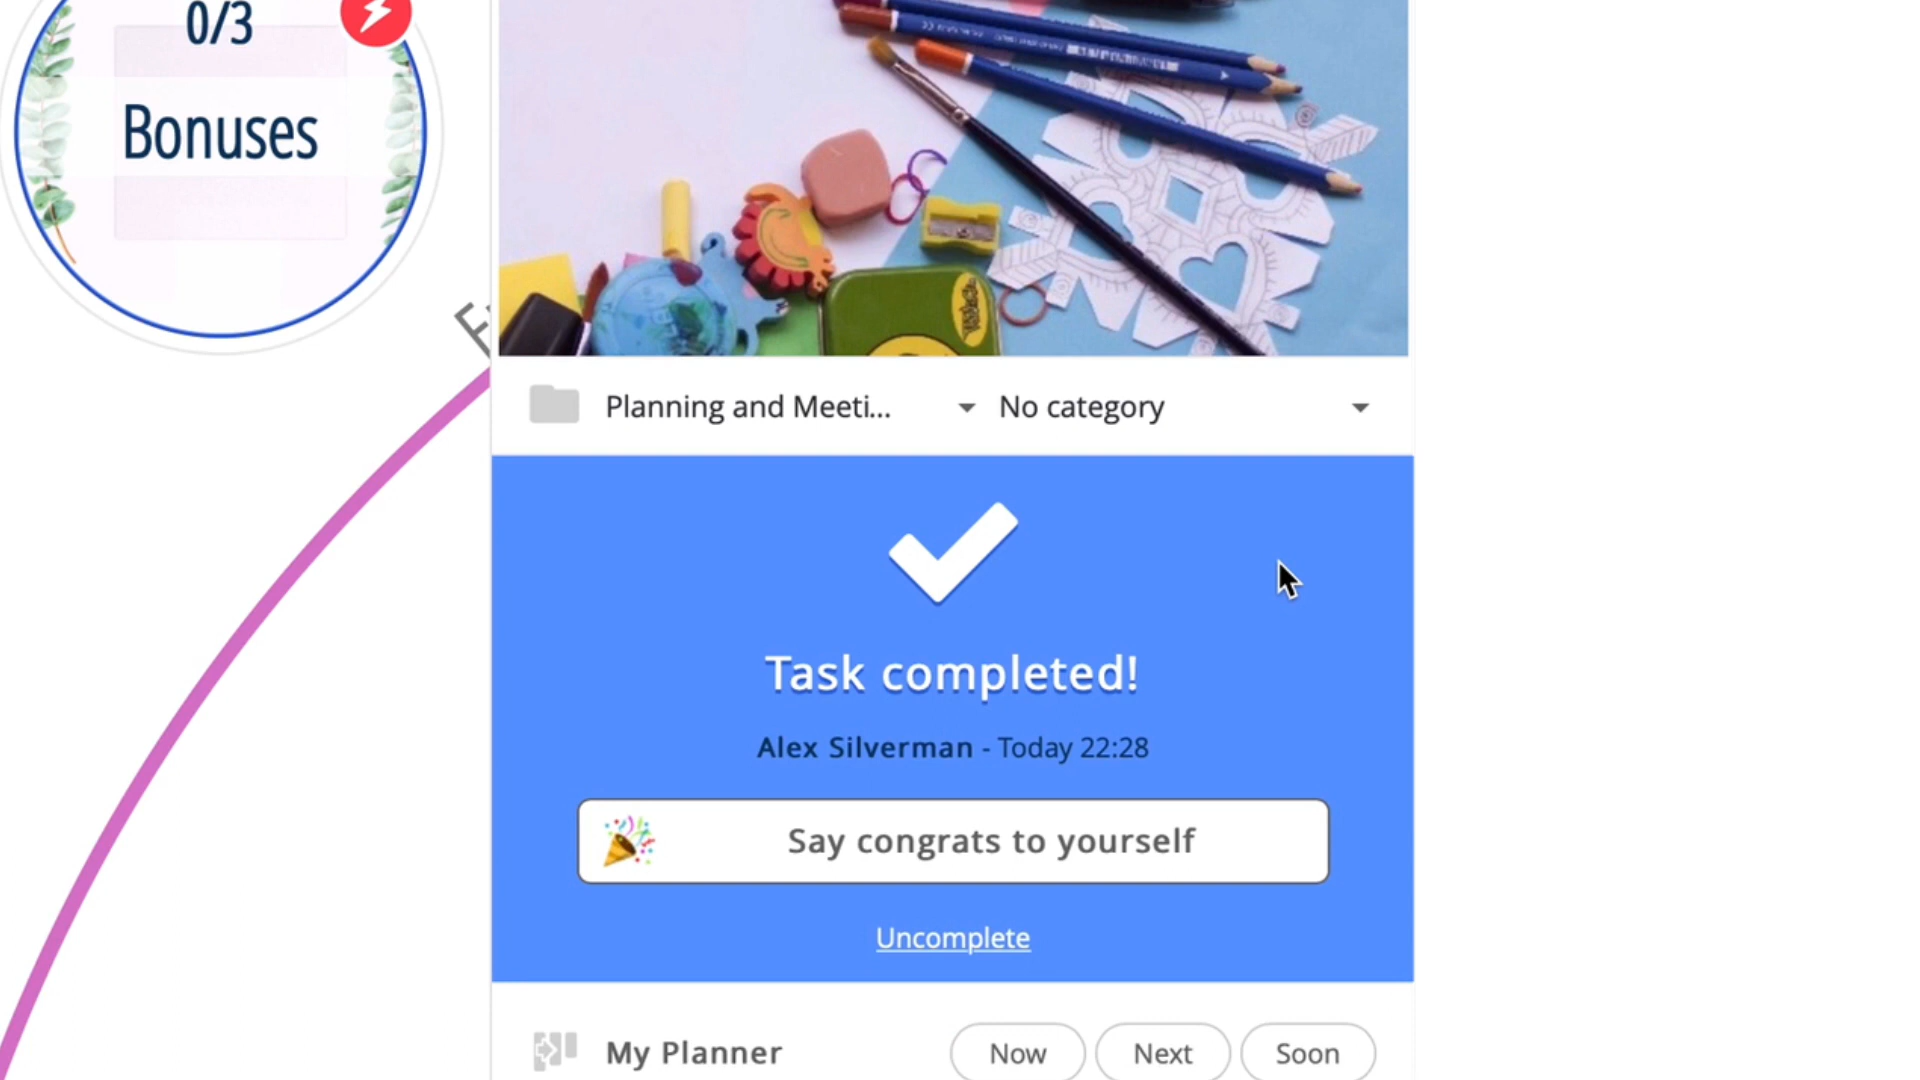 0/3
Bonuses
Planning and Meeti...
No category
Task completed!
Alex Silverman - Today 22:28
Say congrats to yourself
Uncomplete
My Planner
Now
Next
Soon